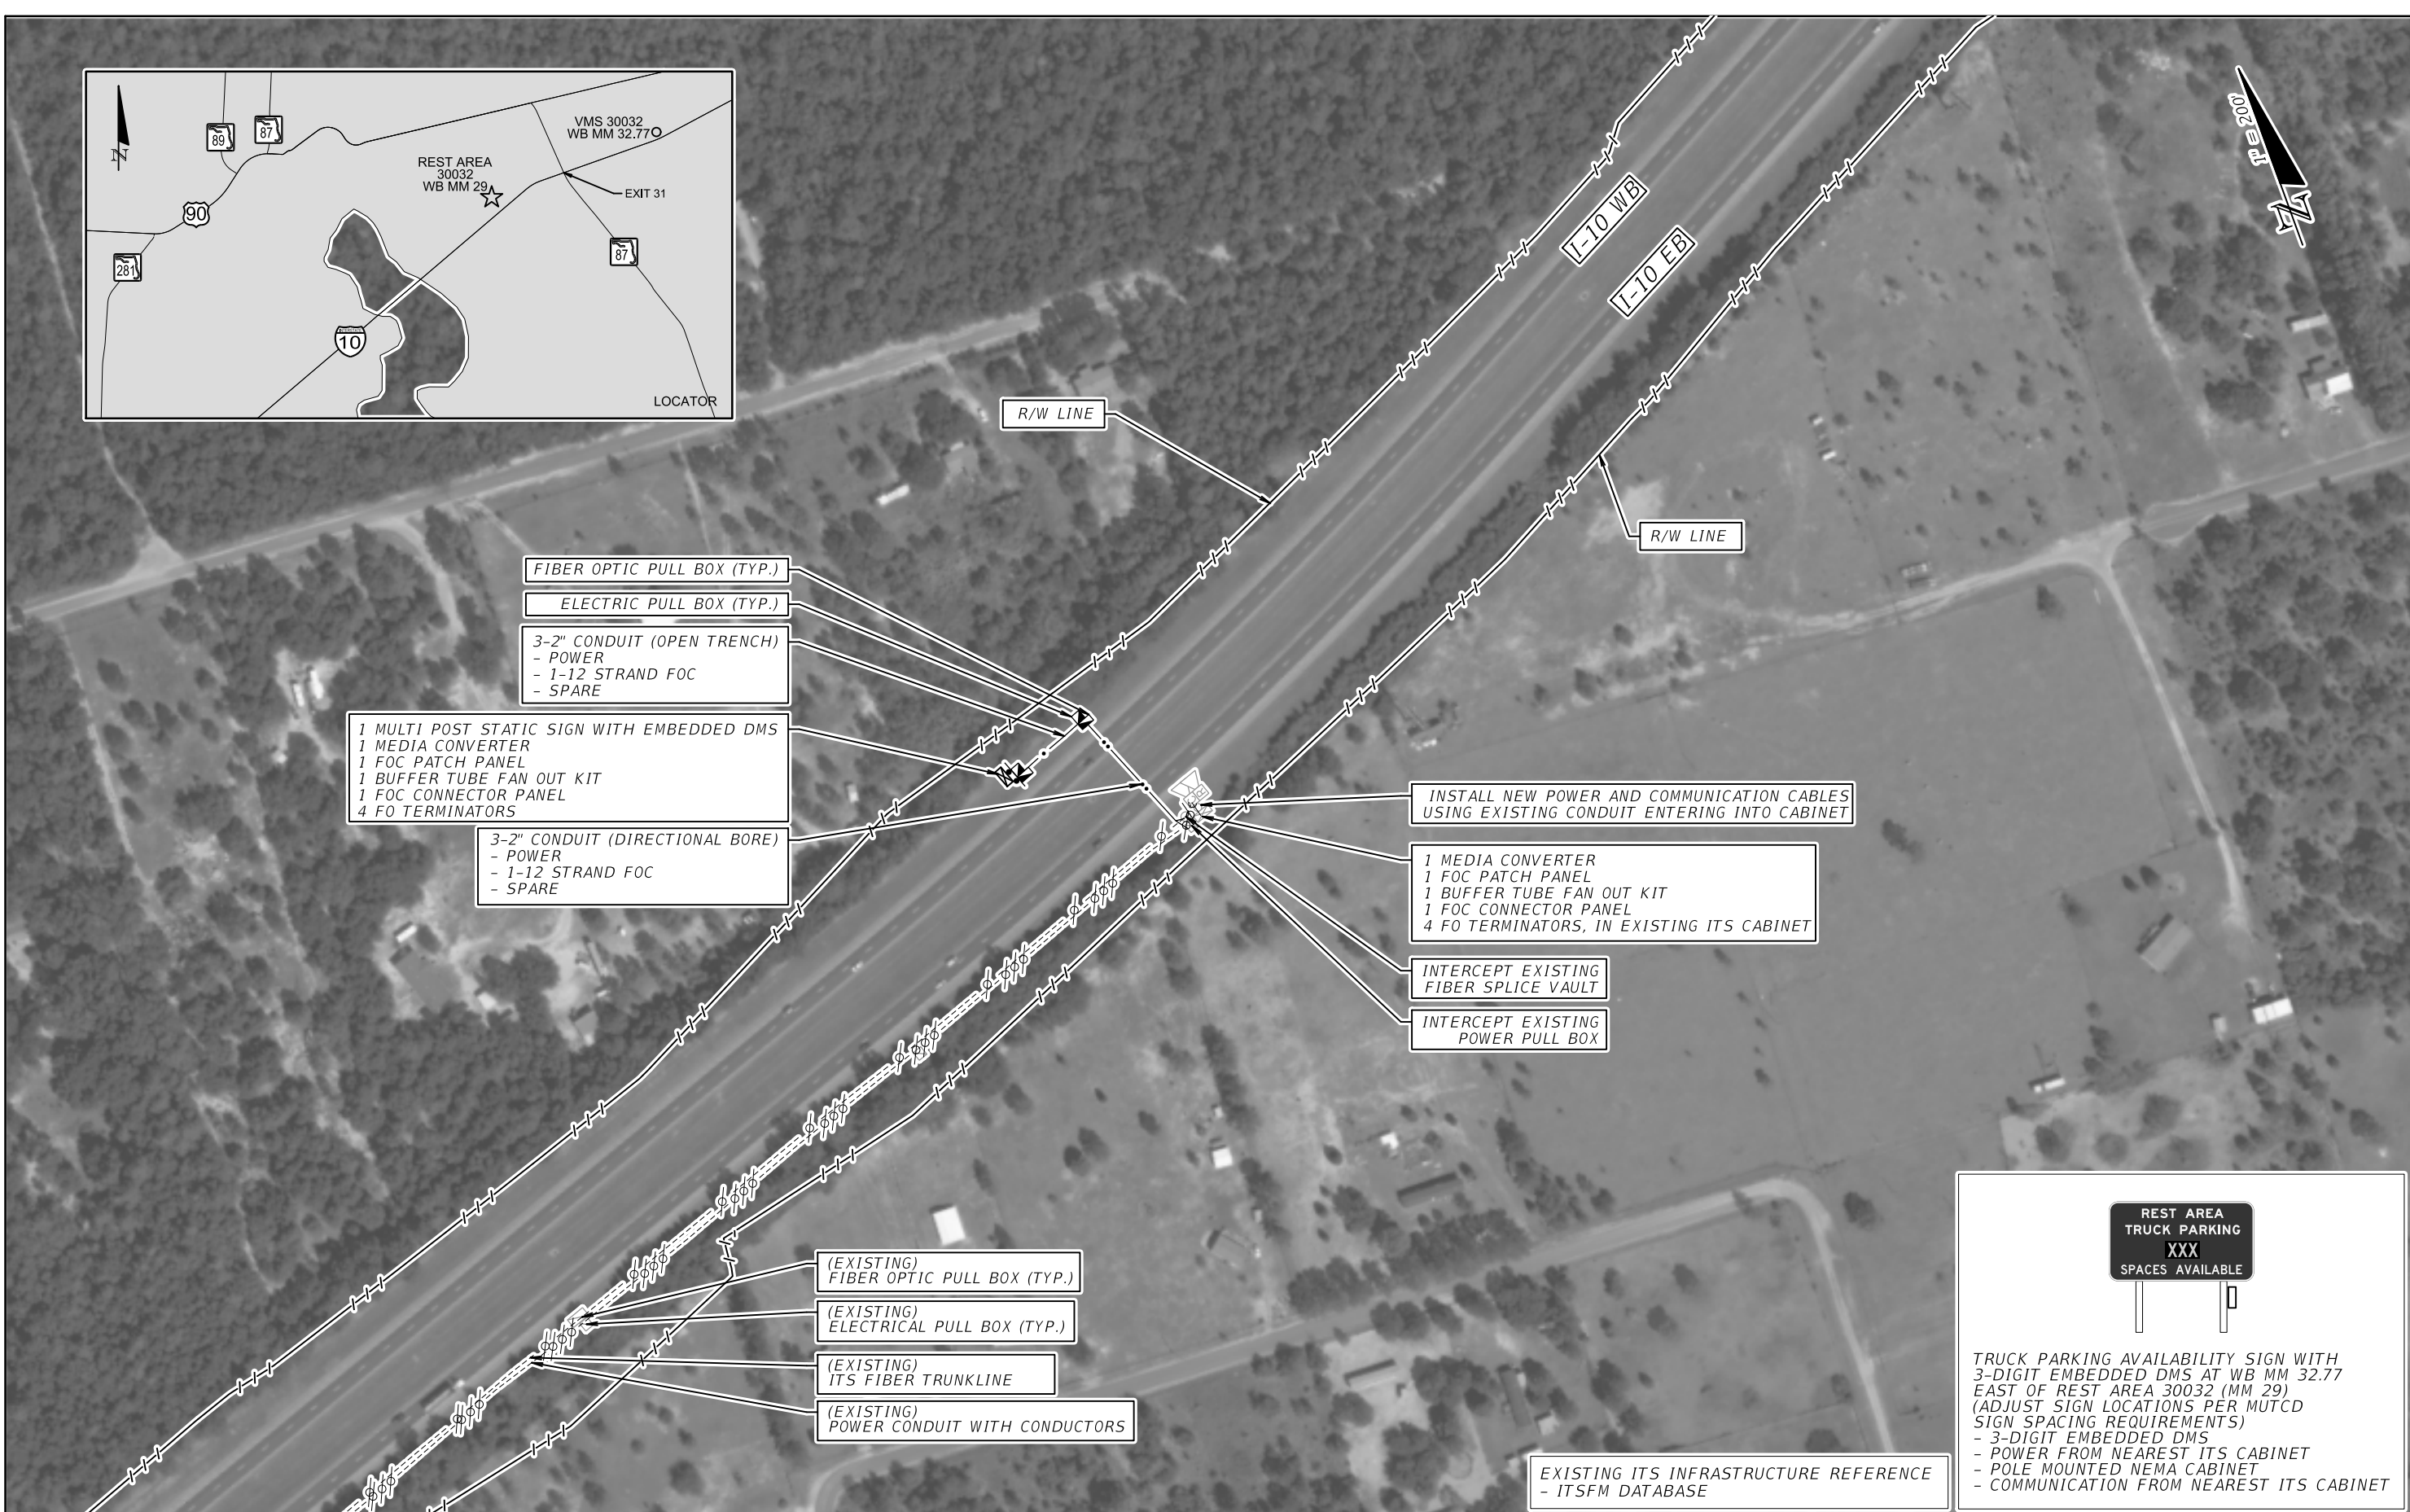 N
89
87
90
281
10
87
VMS 30032
WB MM 32.77
REST AREA
30032
WB MM 29
EXIT 31
LOCATOR
1" = 200'
N
I-10 WB
I-10 EB
R/W LINE
R/W LINE
FIBER OPTIC PULL BOX (TYP.)
ELECTRIC PULL BOX (TYP.)
3-2" CONDUIT (OPEN TRENCH)
- POWER
- 1-12 STRAND FOC
- SPARE
1 MULTI POST STATIC SIGN WITH EMBEDDED DMS
1 MEDIA CONVERTER
1 FOC PATCH PANEL
1 BUFFER TUBE FAN OUT KIT
1 FOC CONNECTOR PANEL
4 FO TERMINATORS
3-2" CONDUIT (DIRECTIONAL BORE)
- POWER
- 1-12 STRAND FOC
- SPARE
INSTALL NEW POWER AND COMMUNICATION CABLES
USING EXISTING CONDUIT ENTERING INTO CABINET
1 MEDIA CONVERTER
1 FOC PATCH PANEL
1 BUFFER TUBE FAN OUT KIT
1 FOC CONNECTOR PANEL
4 FO TERMINATORS, IN EXISTING ITS CABINET
INTERCEPT EXISTING
FIBER SPLICE VAULT
INTERCEPT EXISTING
POWER PULL BOX
(EXISTING)
FIBER OPTIC PULL BOX (TYP.)
(EXISTING)
ELECTRICAL PULL BOX (TYP.)
(EXISTING)
ITS FIBER TRUNKLINE
(EXISTING)
POWER CONDUIT WITH CONDUCTORS
EXISTING ITS INFRASTRUCTURE REFERENCE
- ITSFM DATABASE
REST AREA
TRUCK PARKING
XXX
SPACES AVAILABLE
TRUCK PARKING AVAILABILITY SIGN WITH
3-DIGIT EMBEDDED DMS AT WB MM 32.77
EAST OF REST AREA 30032 (MM 29)
(ADJUST SIGN LOCATIONS PER MUTCD
SIGN SPACING REQUIREMENTS)
- 3-DIGIT EMBEDDED DMS
- POWER FROM NEAREST ITS CABINET
- POLE MOUNTED NEMA CABINET
- COMMUNICATION FROM NEAREST ITS CABINET